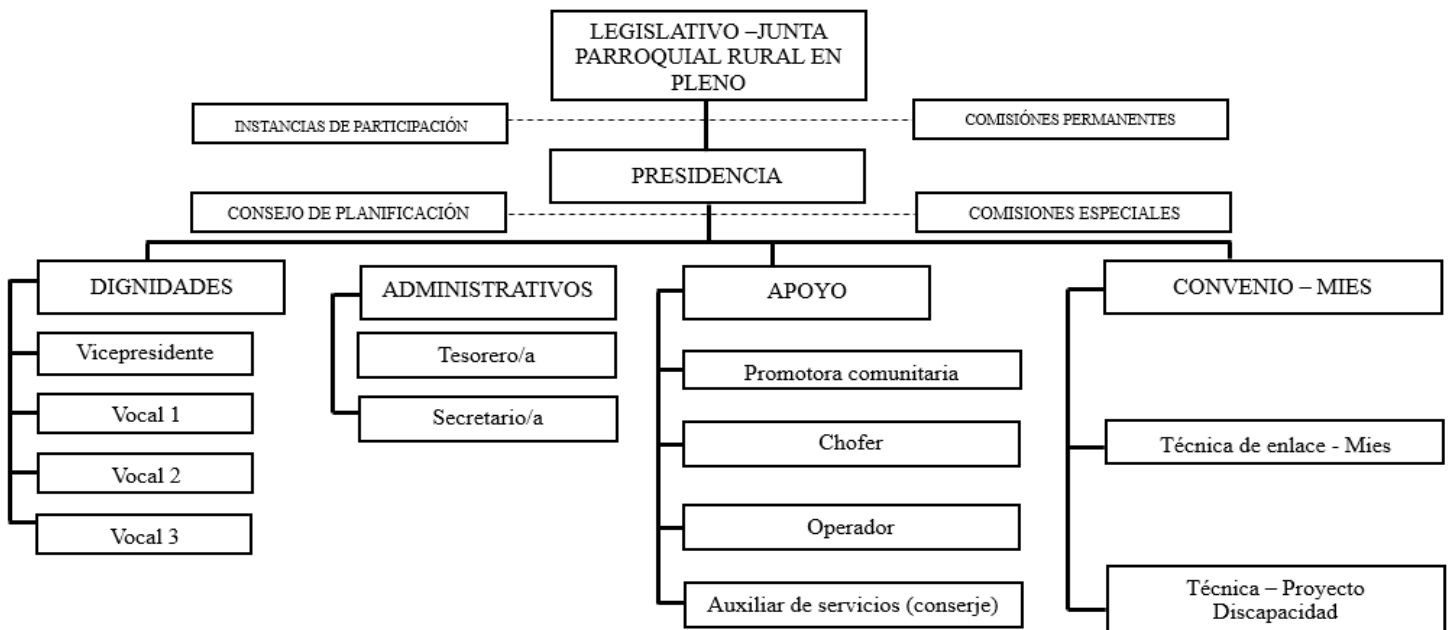 LEGISLATIVO –JUNTA
PARROQUIAL RURAL EN
PLENO
INSTANCIAS DE PARTICIPACIÓN
COMISIÓNES PERMANENTES
PRESIDENCIA
CONSEJO DE PLANIFICACIÓN
COMISIONES ESPECIALES
DIGNIDADES
Vicepresidente
Vocal 1
Vocal 2
Vocal 3
ADMINISTRATIVOS
Tesorero/a
Secretario/a
APOYO
Promotora comunitaria
Chofer
Operador
Auxiliar de servicios (conserje)
CONVENIO – MIES
Técnica de enlace - Mies
Técnica – Proyecto
Discapacidad